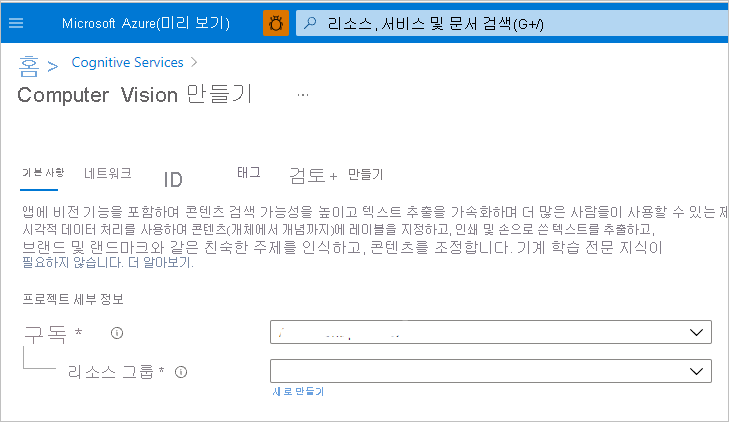 Microsoft Azure(미리 보기)
리소스, 서비스 및 문서 검색(G+/)
홈 > Cognitive Services >
Computer Vision 만들기 ...
기본 사항 네트워크 ID 태그 검토 + 만들기
앱에 비전 기능을 포함하여 콘텐츠 검색 가능성을 높이고 텍스트 추출을 가속화하며 더 많은 사람들이 사용할 수 있는 제
시각적 데이터 처리를 사용하며 콘텐츠(개체에서 개념까지)에 레이블을 지정하고, 인쇄 및 손으로 쓴 텍스트를 추출하고,
브랜드 및 랜드마크와 같은 친숙한 주제를 인식하고, 콘텐츠를 조정합니다. 기계 학습 전문 지식이
필요하지 않습니다. 더 알아보기.
프로젝트 세부 정보
구독 *
리소스 그룹 *
새로 만들기